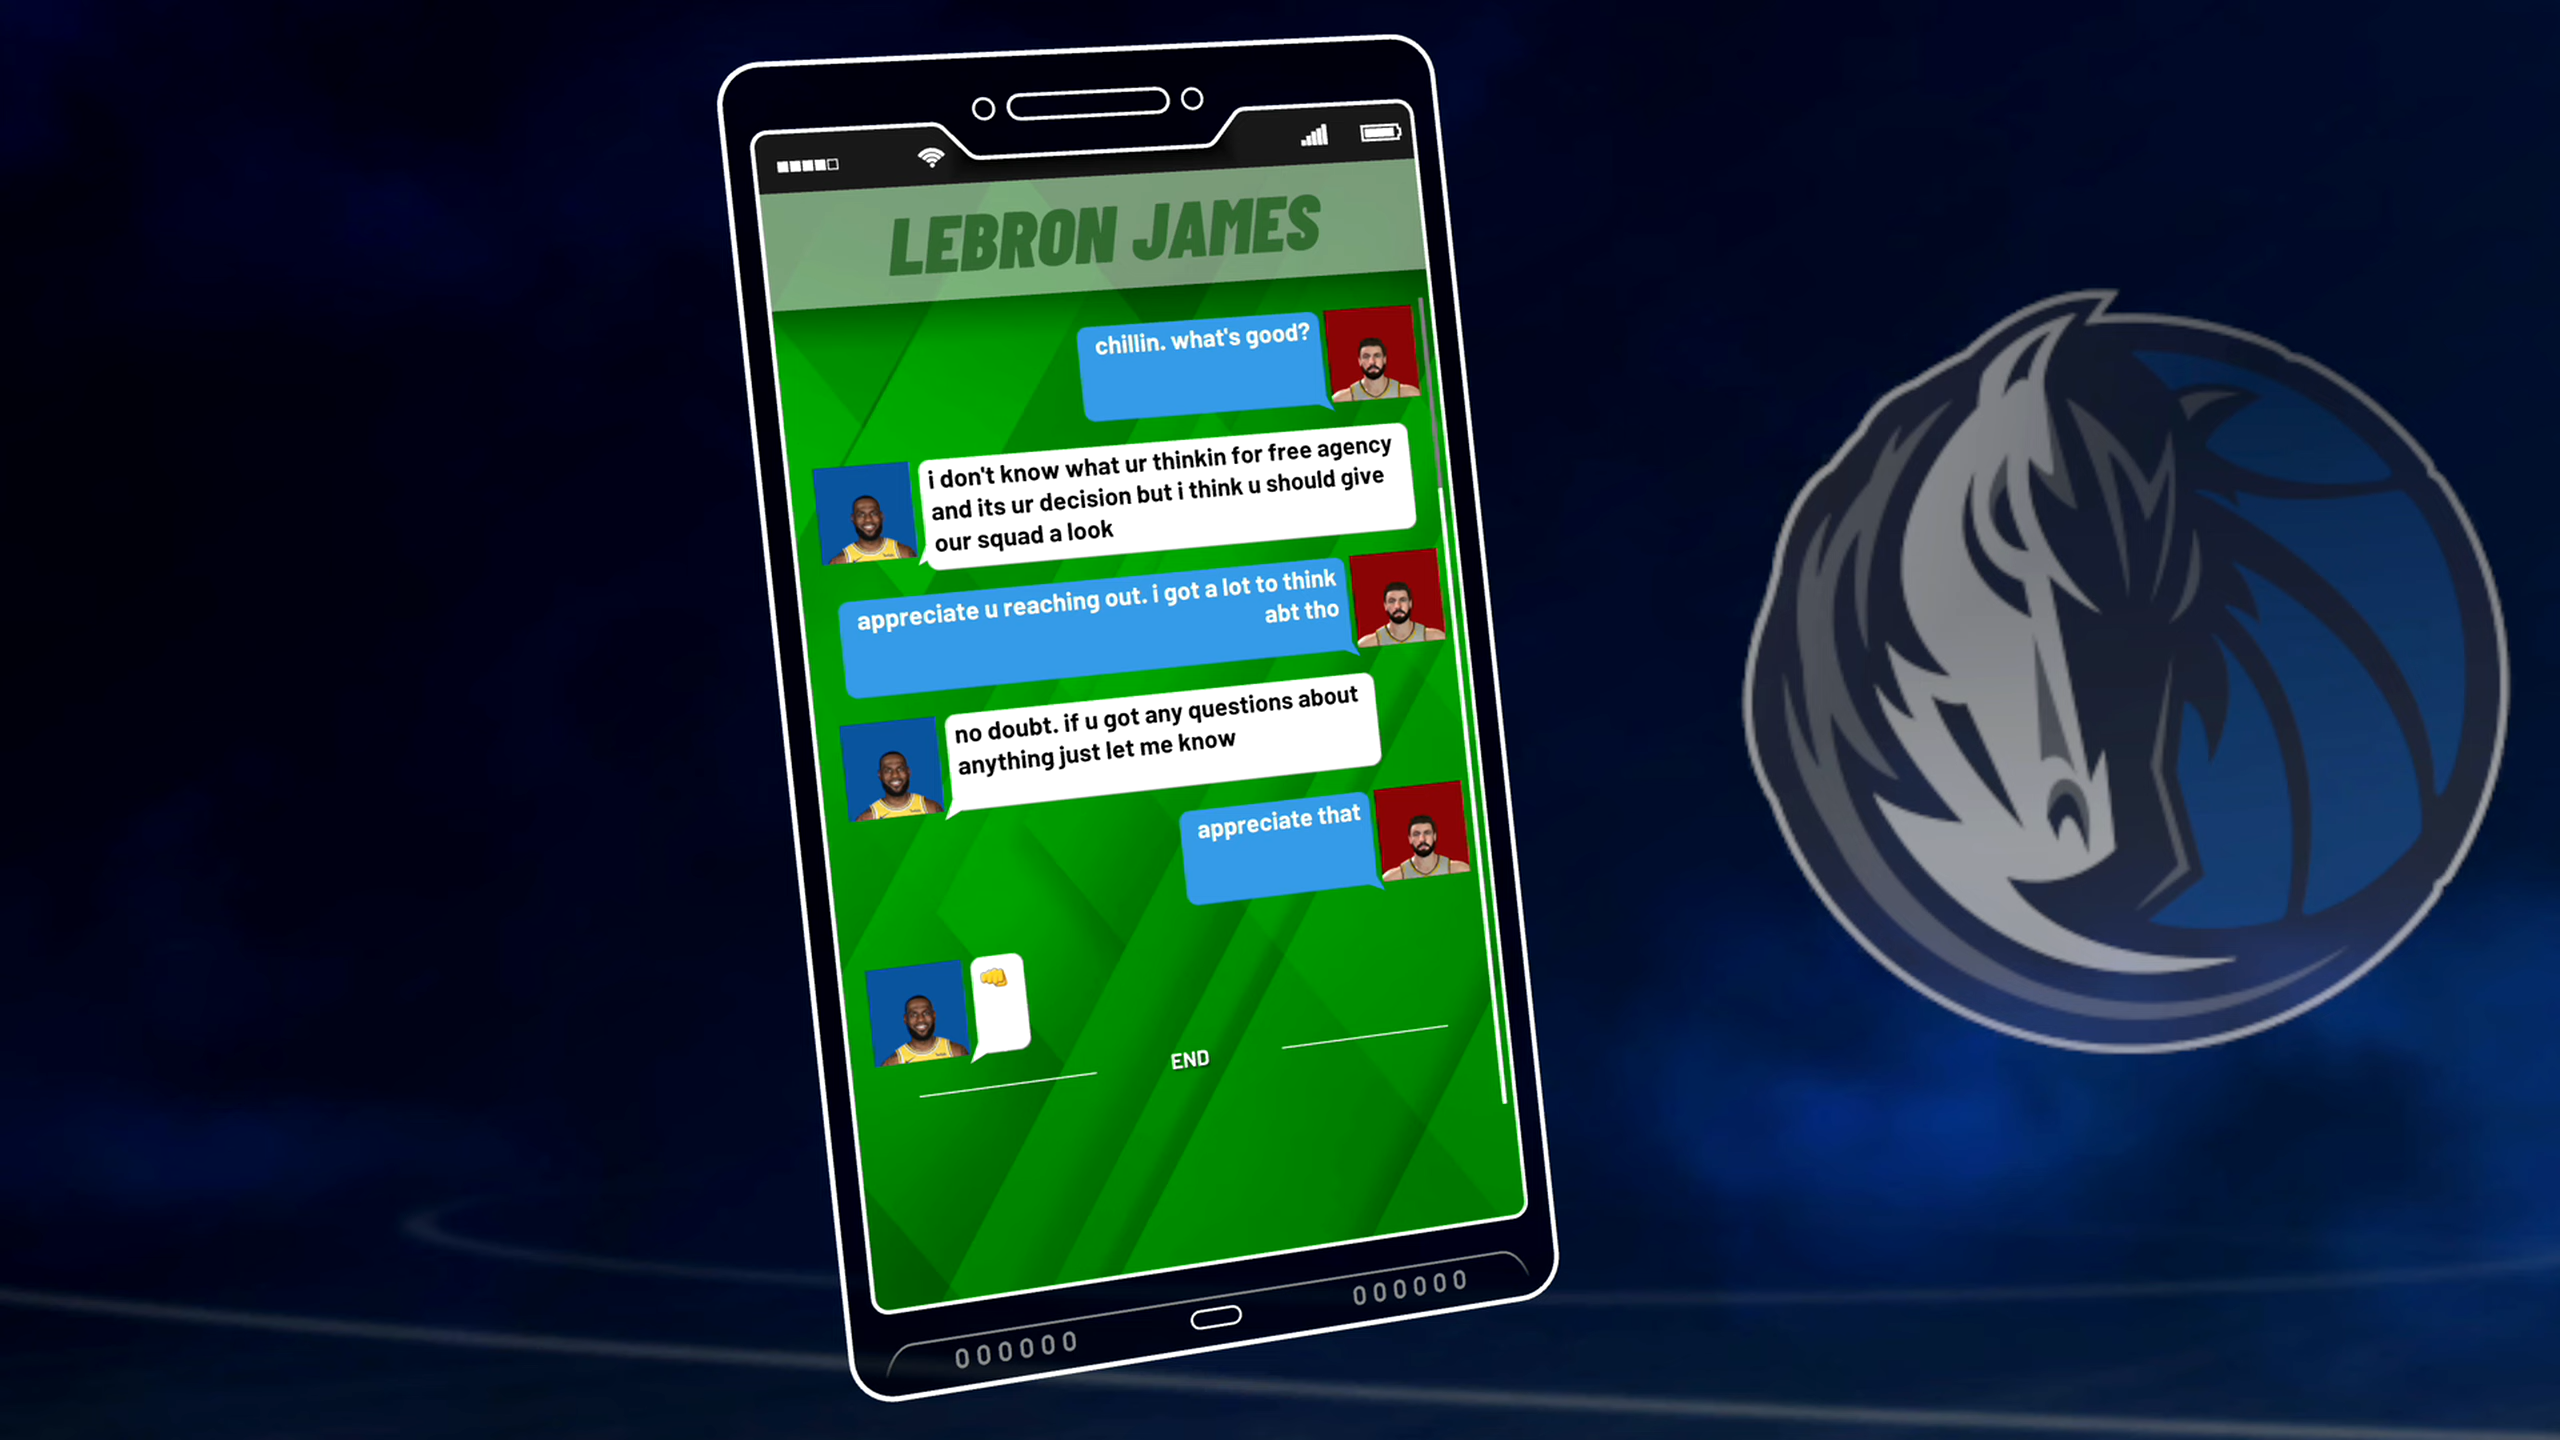 LEBRON JAMES
chillin. what's good?
i don't know what ur thinkin for free agency
and its ur decision but i think u should give
our squad a look
appreciate u reaching out. i got a lot to think
abt tho
no doubt. if u got any questions about
anything just let me know
appreciate that
👊
END
000000
000000